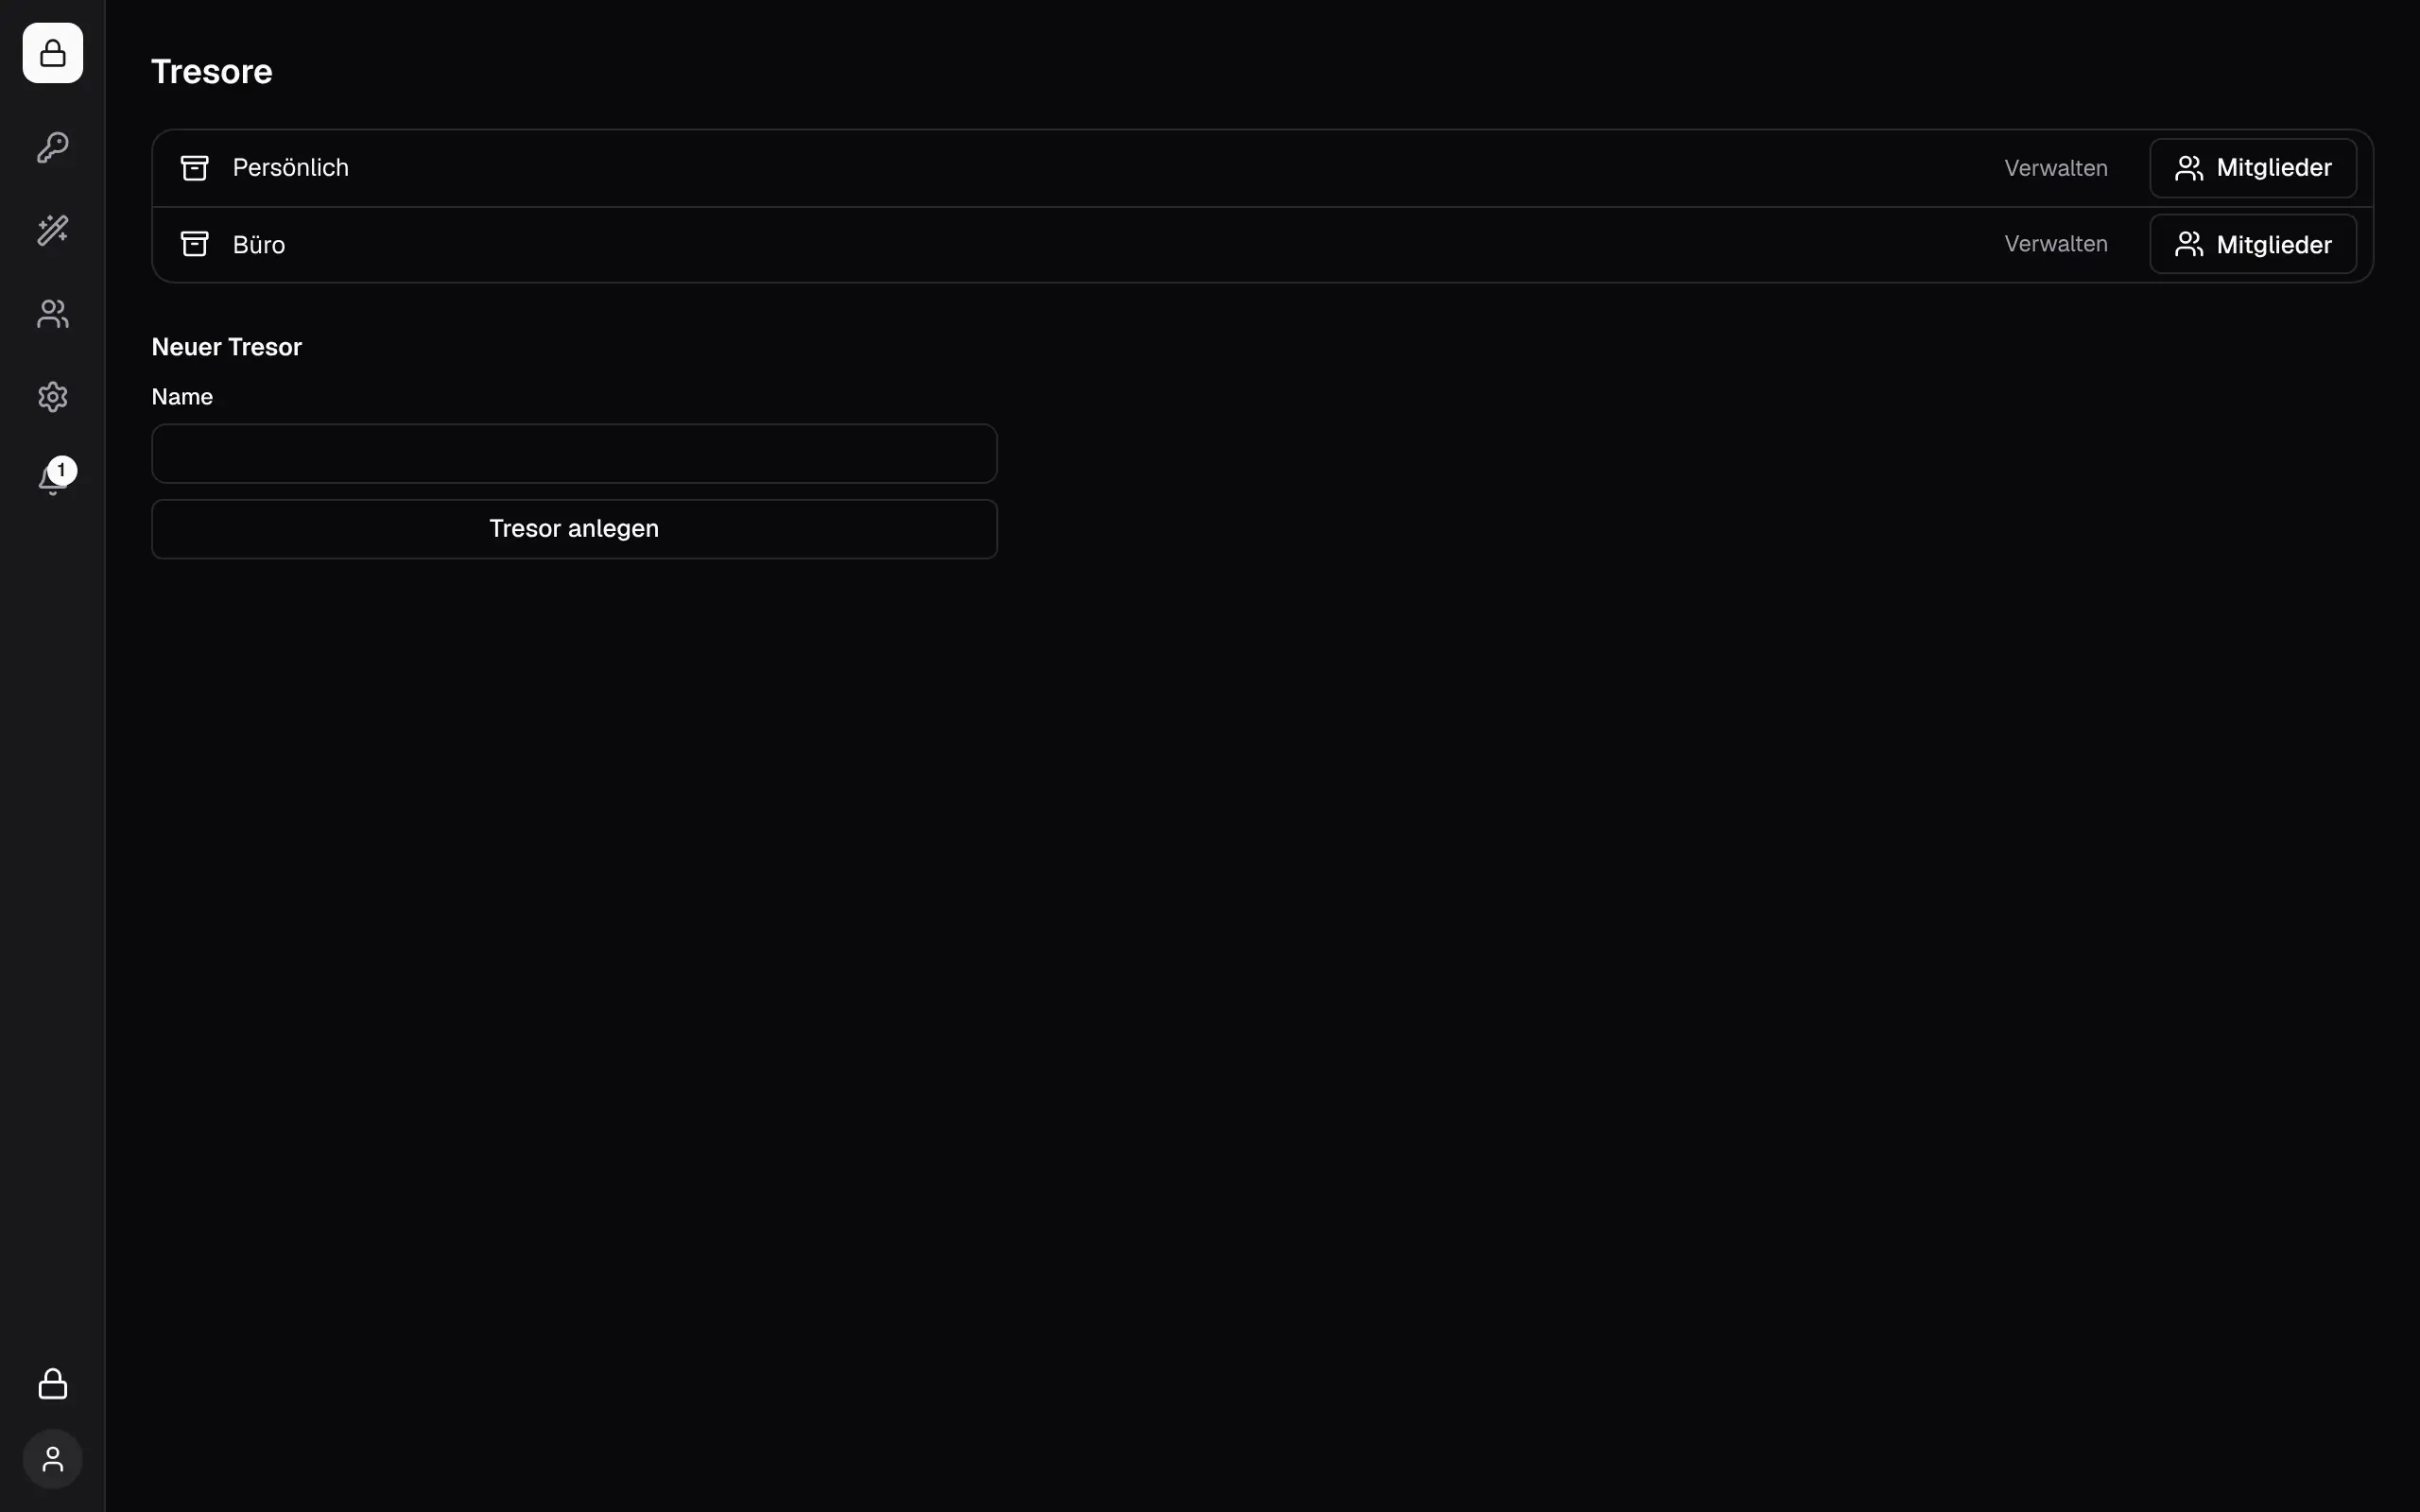 Tresore
Persönlich Verwalten Mitglieder
Büro Verwalten Mitglieder
Neuer Tresor
Name
1
Tresor anlegen